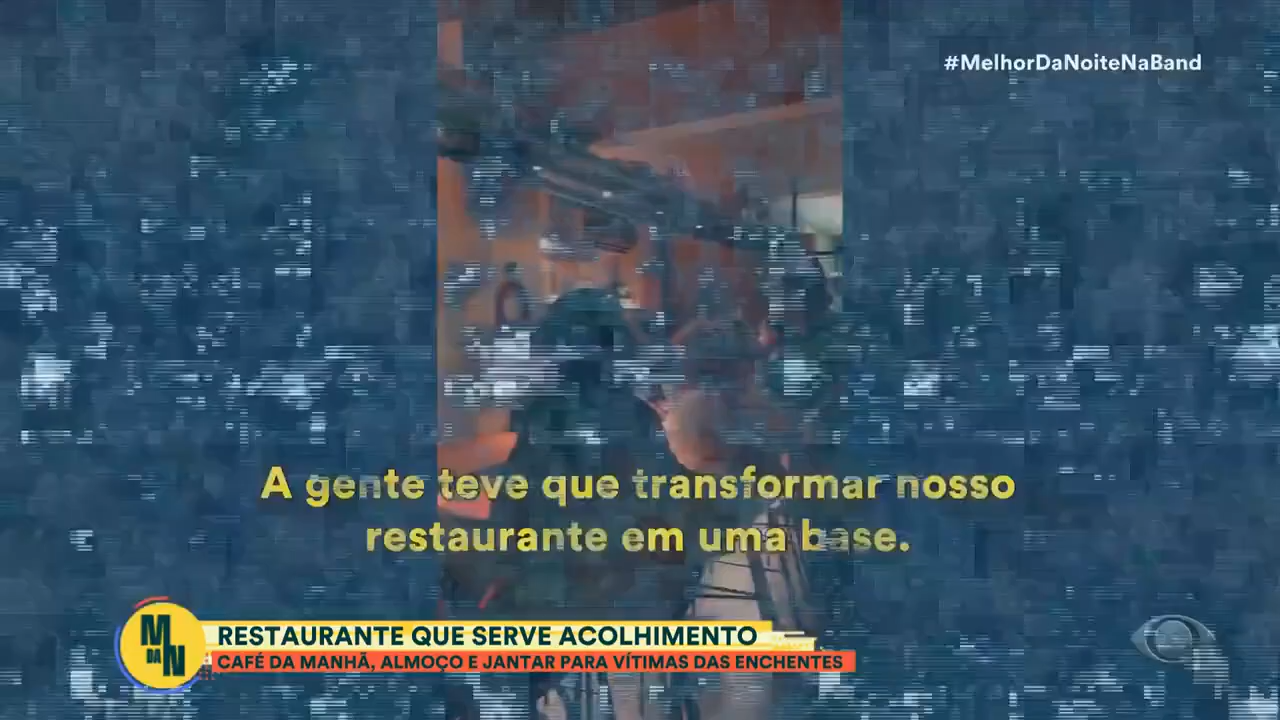 #MelhorDaNoiteNaBand
A gente teve que transformar nosso
restaurante em uma base.
M
DA
N
RESTAURANTE QUE SERVE ACOLHIMENTO
CAFÉ DA MANHÃ, ALMOÇO E JANTAR PARA VÍTIMAS DAS ENCHENTES